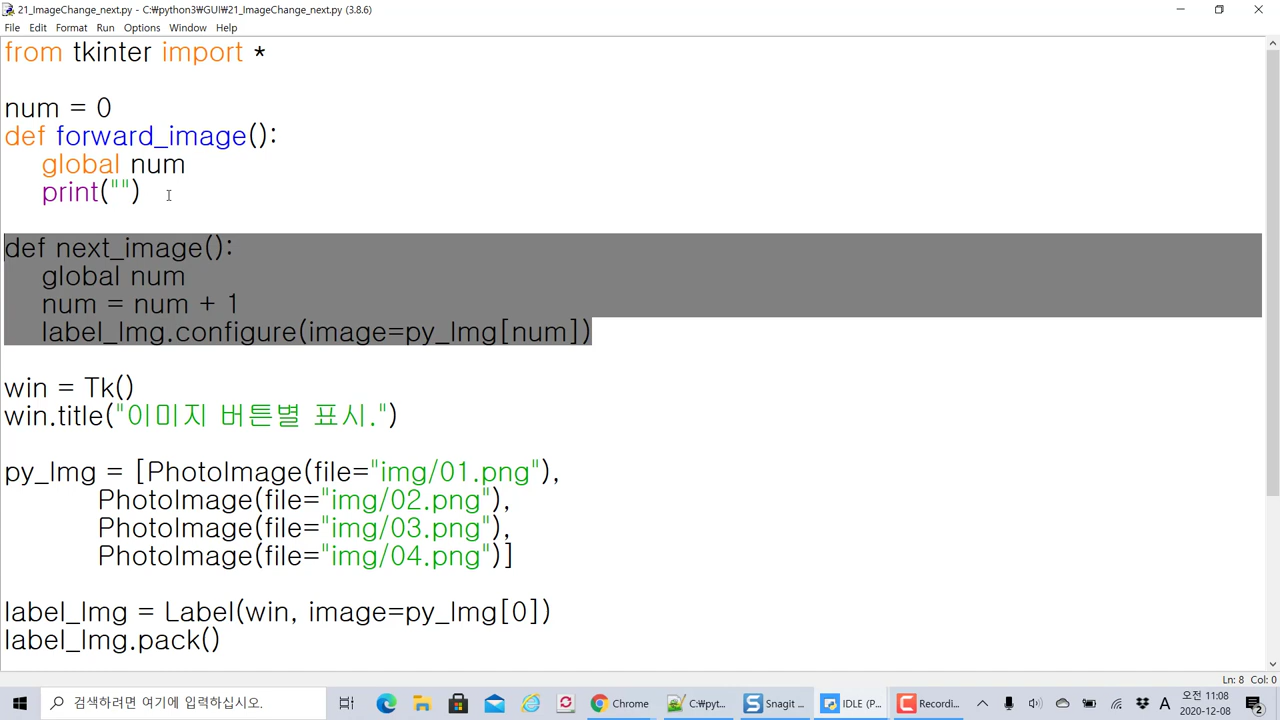 21_ImageChange_next.py - C:₩python3₩GUI₩21_ImageChange_next.py (3.8.6)
File Edit Format Run Options Window Help
from tkinter import *
num = 0
def forward_image():
global num
print("")
def next_image():
global num
num = num + 1
label_Img.configure(image=py_Img[num])
win = Tk()
win.title("이미지 버튼별 표시.")
py_Img = [PhotoImage(file="img/01.png"),
PhotoImage(file="img/02.png"),
PhotoImage(file="img/03.png"),
PhotoImage(file="img/04.png")]
label_Img = Label(win, image=py_Img[0])
label_Img.pack()
Ln: 8 Col: 0
검색하려면 여기에 입력하십시오.
Chrome
C:₩pyt...
Snagit ...
IDLE (P...
Recordi...
A
오전 11:08
2020-12-08
2